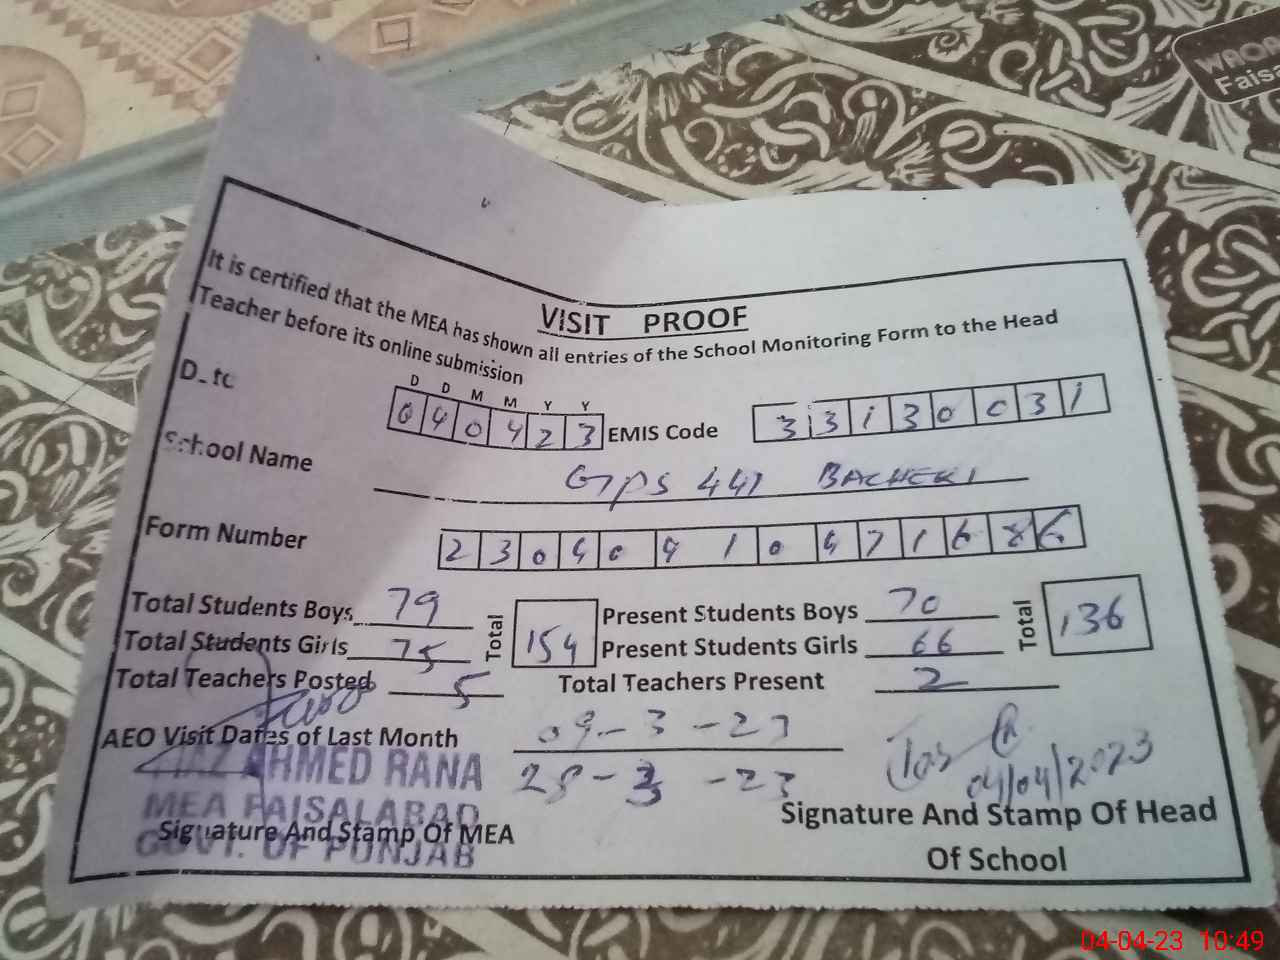 WAQA
Faisa
VISIT PROOF
It is certified that the MEA has shown all entries of the School Monitoring Form to the Head
Teacher before its online submission
D D M M Y Y
040423 EMIS Code 33130031
School Name GPS 441 BACHEKI
Form Number
Total Students Boys 79 Total 154 Present Students Boys 70 Total 136
Total Students Girls 75 Present Students Girls 66
Total Teachers Posted 5 Total Teachers Present 2
AEO Visit Dates of Last Month 09-3-23
28-3-23
AHMED RANA
MEA FAISALABAD
GOVT. OF PUNJAB
Signature And Stamp Of MEA
04/04/2023
Signature And Stamp Of Head
Of School
04-04-23 10:49